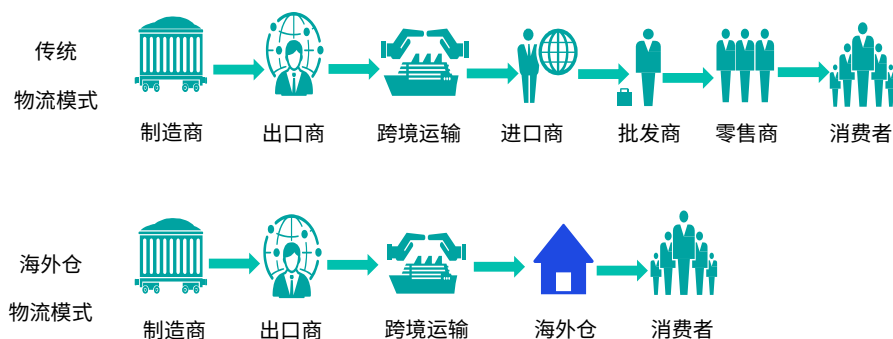 传统
物流模式
制造商
出口商
跨境运输
进口商
批发商
零售商
消费者
海外仓
物流模式
制造商
出口商
跨境运输
海外仓
消费者